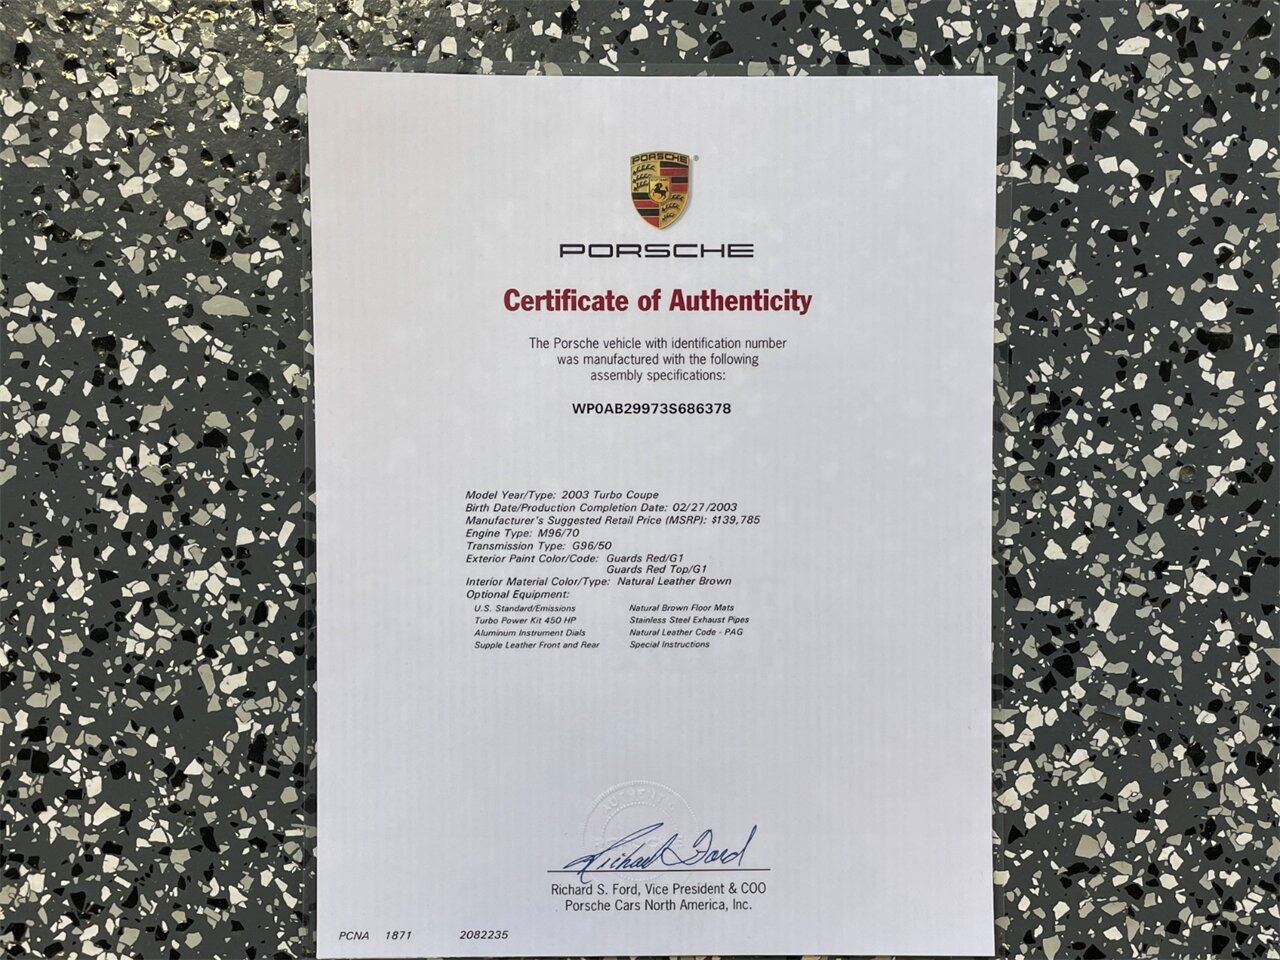 PORSCHE
PORSCHE
Certificate of Authenticity
The Porsche vehicle with identification number
was manufactured with the following
assembly specifications:
WP0AB29973S686378
Model Year/Type: 2003 Turbo Coupe
Birth Date/Production Completion Date: 02/27/2003
Manufacturer's Suggested Retail Price (MSRP): $139,785
Engine Type: M96/70
Transmission Type: G96/50
Exterior Paint Color/Code: Guards Red/G1
Guards Red Top/G1
Interior Material Color/Type: Natural Leather Brown
Optional Equipment:
U.S. Standard/Emissions
Turbo Power Kit 450 HP
Aluminum Instrument Dials
Supple Leather Front and Rear
Natural Brown Floor Mats
Stainless Steel Exhaust Pipes
Natural Leather Code - PAG
Special Instructions
Richard Ford
Richard S. Ford, Vice President & COO
Porsche Cars North America, Inc.
PCNA 1871 2082235